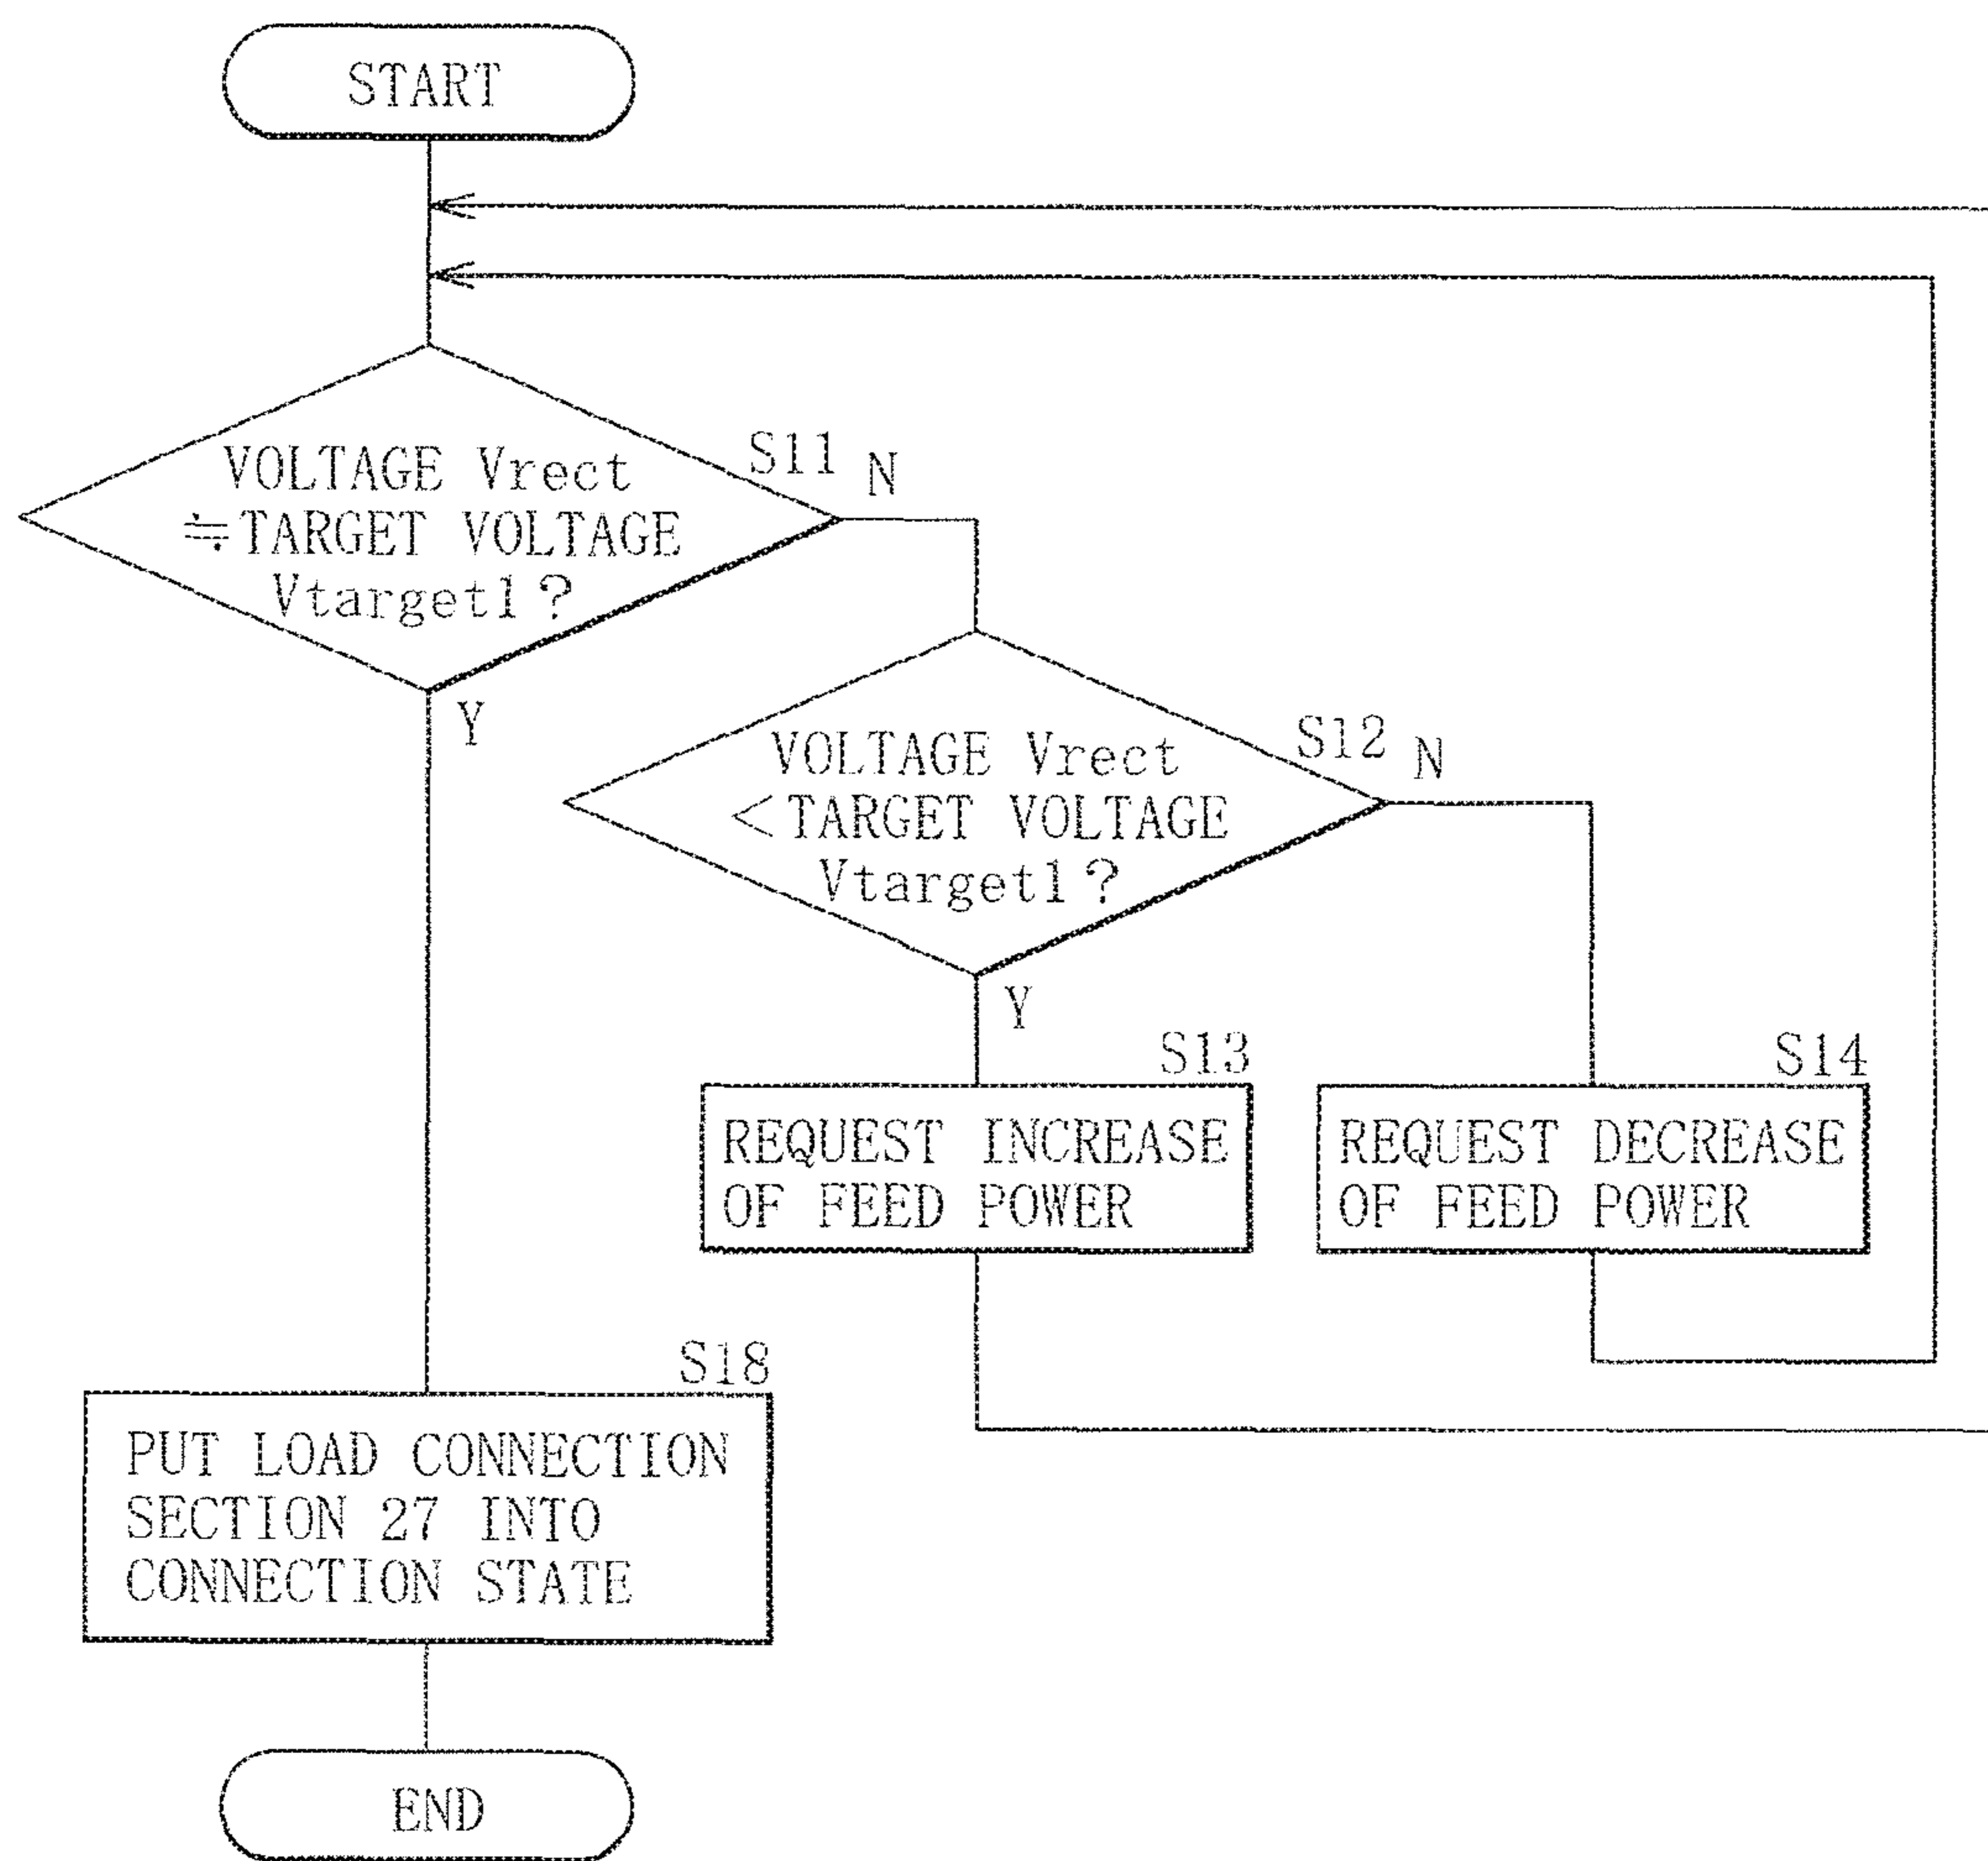 START
S11
N
VOLTAGE Vrect
≒TARGET VOLTAGE
Vtarget1?
Y
S12
N
VOLTAGE Vrect
<TARGET VOLTAGE
Vtarget1?
Y
S13
REQUEST INCREASE
OF FEED POWER
S14
REQUEST DECREASE
OF FEED POWER
S18
PUT LOAD CONNECTION
SECTION 27 INTO
CONNECTION STATE
END